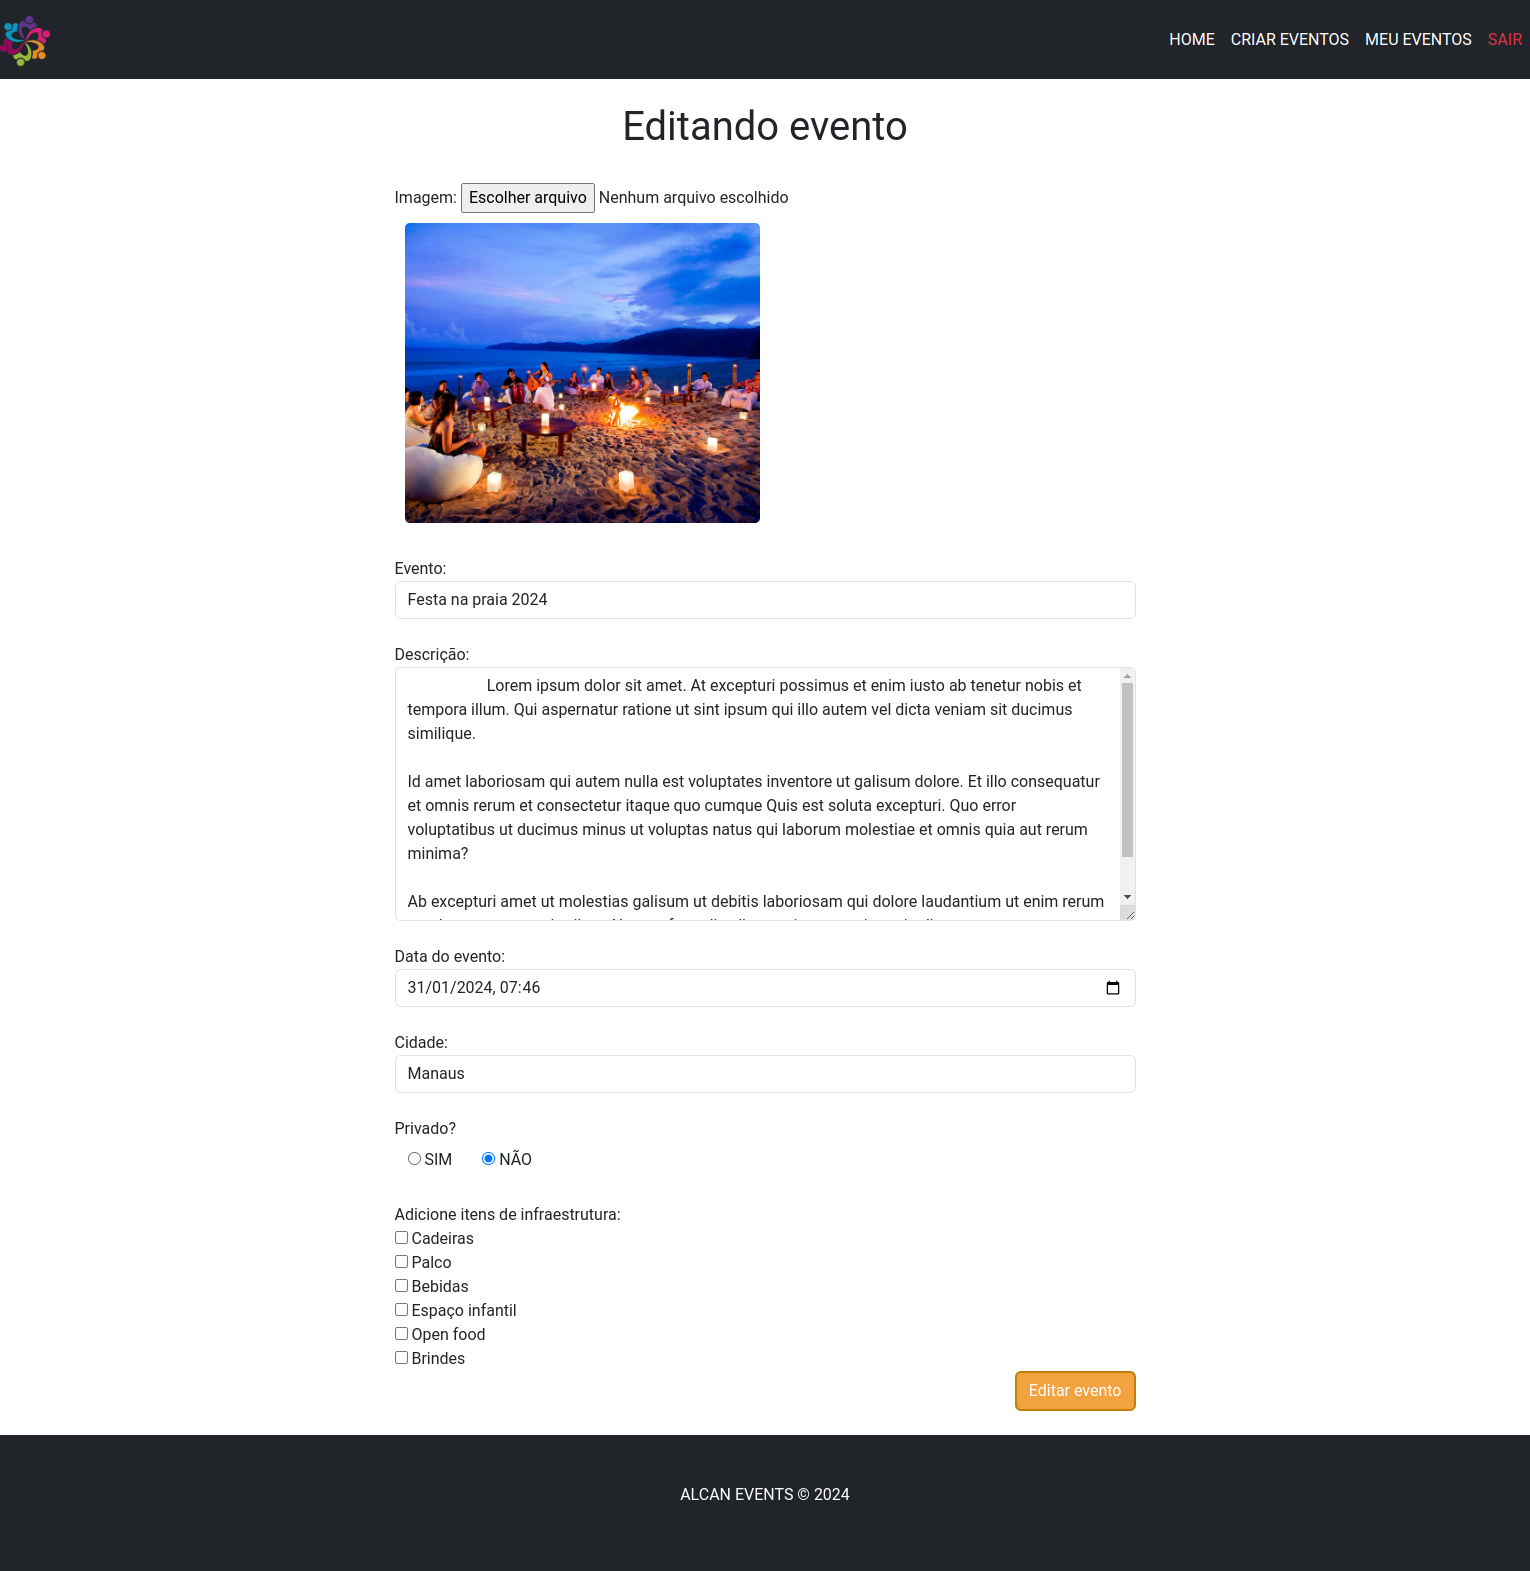 HOME CRIAR EVENTOS MEU EVENTOS SAIR
Editando evento
Imagem: Escolher arquivo Nenhum arquivo escolhido
Evento:
Festa na praia 2024
Descrição:
Lorem ipsum dolor sit amet. At excepturi possimus et enim iusto ab tenetur nobis et
tempora illum. Qui aspernatur ratione ut sint ipsum qui illo autem vel dicta veniam sit ducimus
similique.
Id amet laboriosam qui autem nulla est voluptates inventore ut galisum dolore. Et illo consequatur
et omnis rerum et consectetur itaque quo cumque Quis est soluta excepturi. Quo error
voluptatibus ut ducimus minus ut voluptas natus qui laborum molestiae et omnis quia aut rerum
minima?
Ab excepturi amet ut molestias galisum ut debitis laboriosam qui dolore laudantium ut enim rerum
Data do evento:
31/01/2024, 07:46
Cidade:
Manaus
Privado?
SIM NÃO
Adicione itens de infraestrutura:
Cadeiras
Palco
Bebidas
Espaço infantil
Open food
Brindes
Editar evento
ALCAN EVENTS © 2024